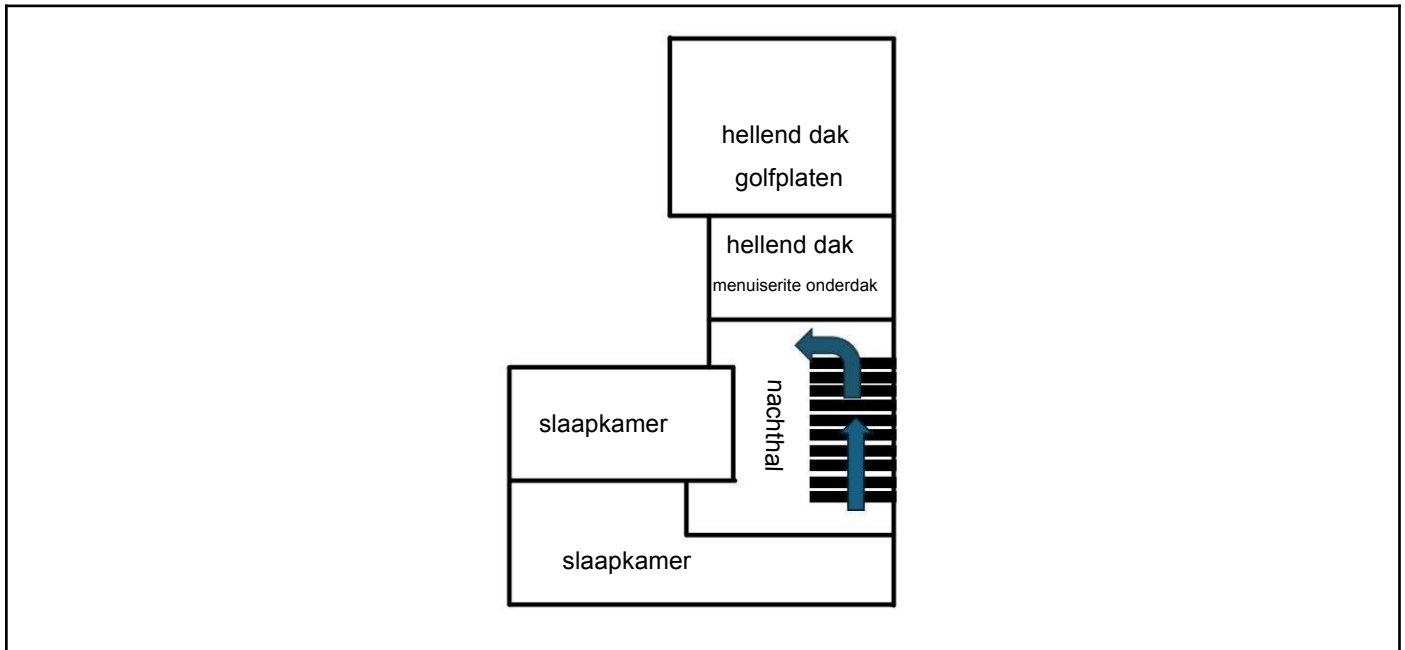 hellend dak
golfplaten
hellend dak
menuiserite onderdak
nachthal
slaapkamer
slaapkamer